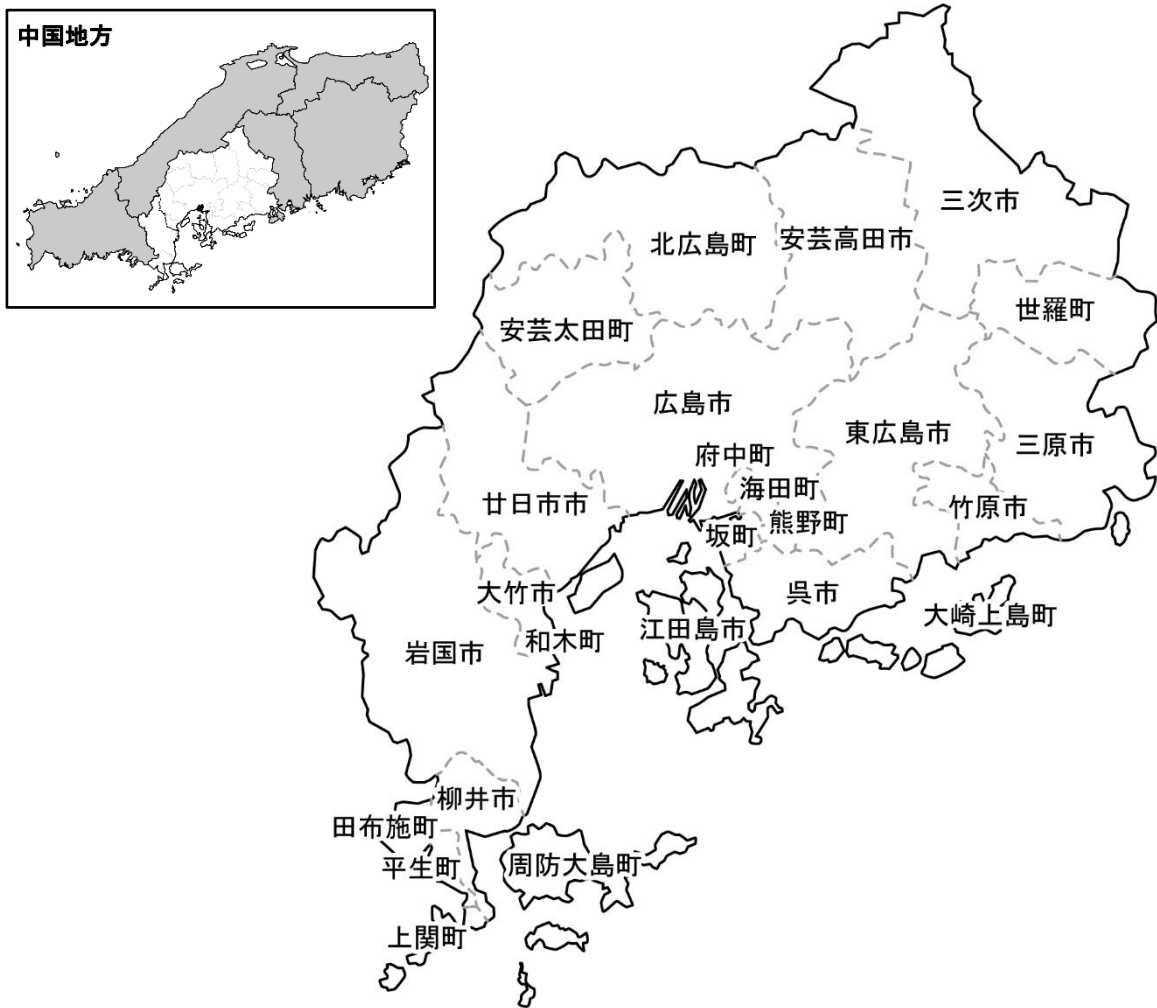 中国地方
三次市
北広島町
安芸高田市
世羅町
安芸太田町
広島市
東広島市
三原市
府中町
海田町
廿日市市
竹原市
熊野町
坂町
大竹市
呉市
大崎上島町
江田島市
和木町
岩国市
柳井市
田布施町
平生町
周防大島町
上関町